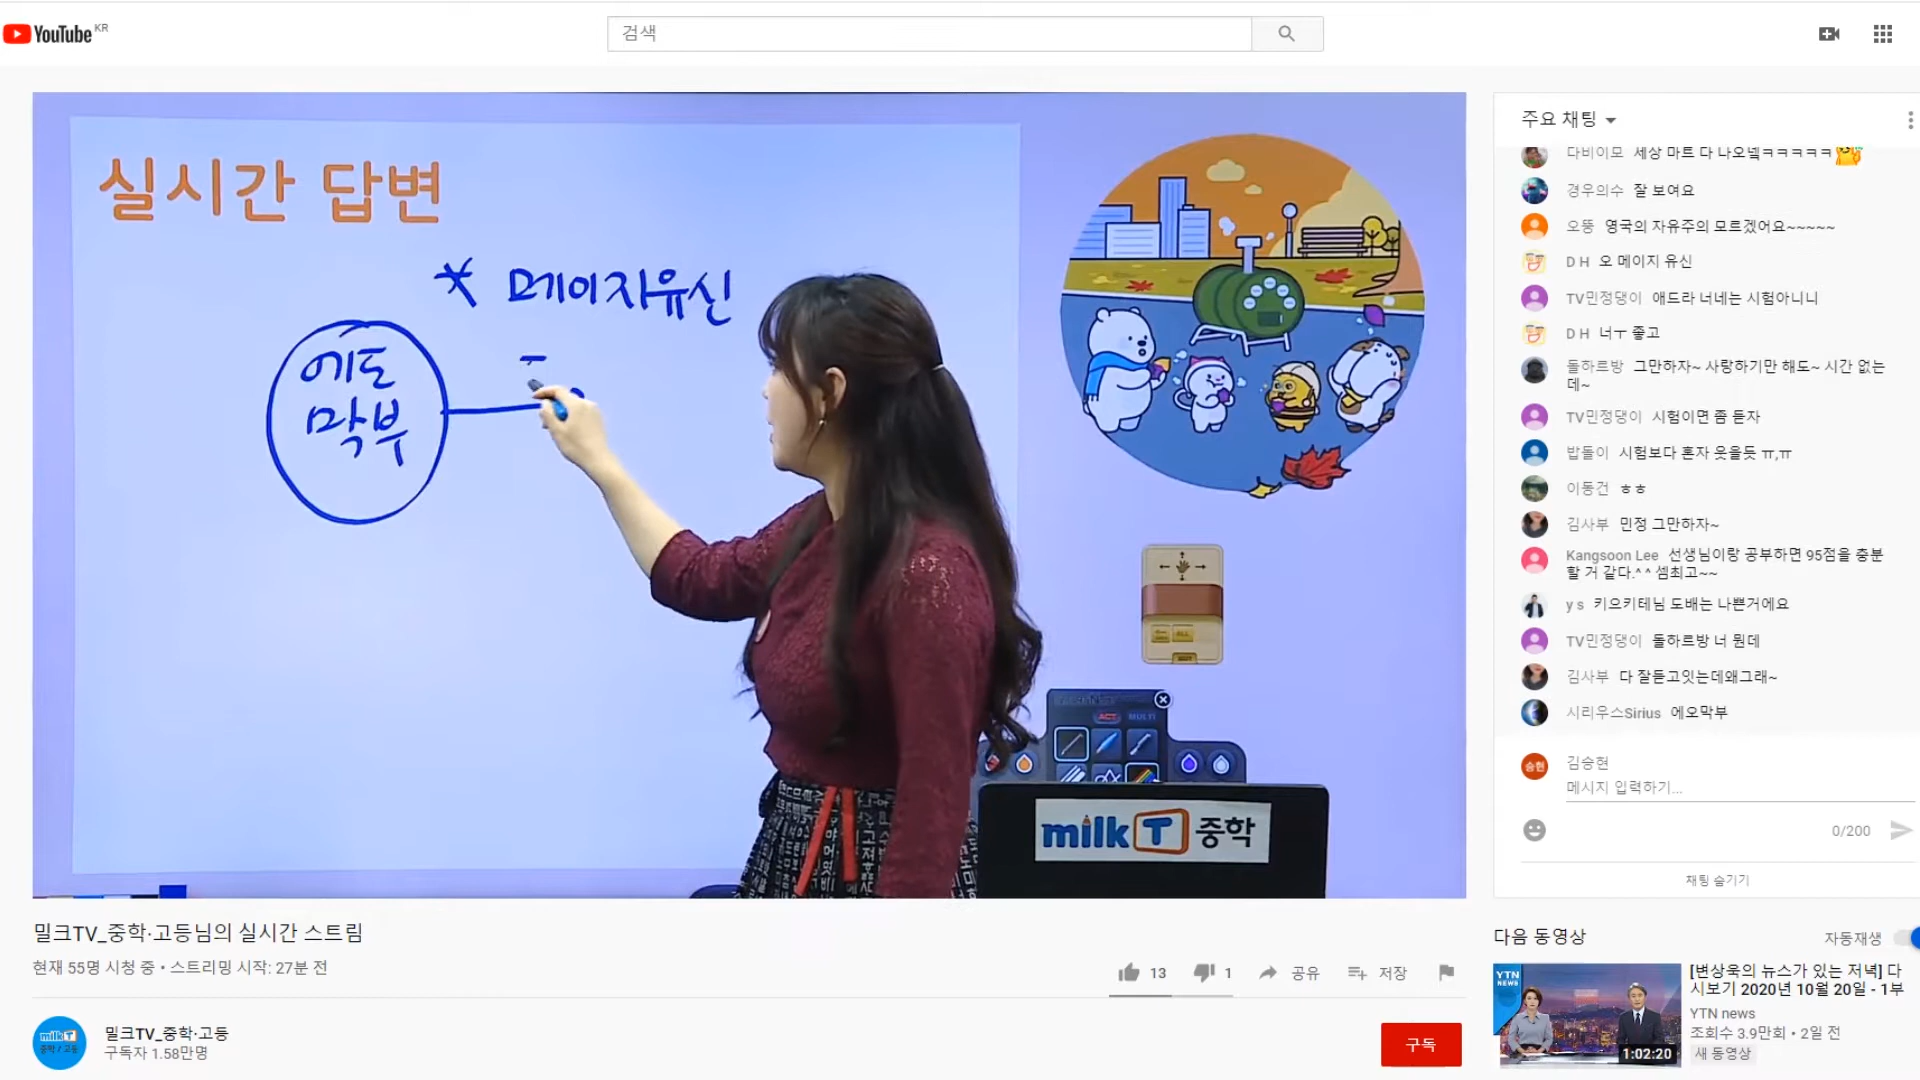 YouTube KR
검색
실시간 답변
* 메이지유신
에도
막부
milk T 중학
주요 채팅
다비이모 세상 마트 다 나오넼ㅋㅋㅋㅋㅋ
경우의수 잘 보여요
오뚱 영국의 자유주의 모르겠어요~~~~~
D H 오 메이지 유신
TV민정댕이 애드라 너네는 시험아니니
D H 너ㅜ 좋고
돌하르방 그만하자~ 사랑하기만 해도~ 시간 없는
데~
TV민정댕이 시험이면 좀 듣자
밥돌이 시험보다 혼자 웃을듯 ㅠ,ㅠ
이동건 ㅎㅎ
김사부 민정 그만하자~
Kangsoon Lee 선생님이랑 공부하면 95점을 충분
할 거 같다.^ ^ 셈최고~~
y s 키오키테님 도배는 나쁜거에요
TV민정댕이 돌하르방 너 뭔데
김사부 다 잘듣고잇는데왜그래~
시리우스Sirius 에오막부
승현 김승현
메시지 입력하기...
0/200
채팅 숨기기
밀크TV_중학·고등님의 실시간 스트림
현재 55명 시청 중 • 스트리밍 시작: 27분 전
13 1 공유 저장
milk T
중학 / 고등
밀크TV_중학·고등
구독자 1.58만명
구독
다음 동영상 자동재생
YTN
NEWS
1:02:20
[변상욱의 뉴스가 있는 저녁] 다
시보기 2020년 10월 20일 - 1부
YTN news
조회수 3.9만회 • 2일 전
새 동영상